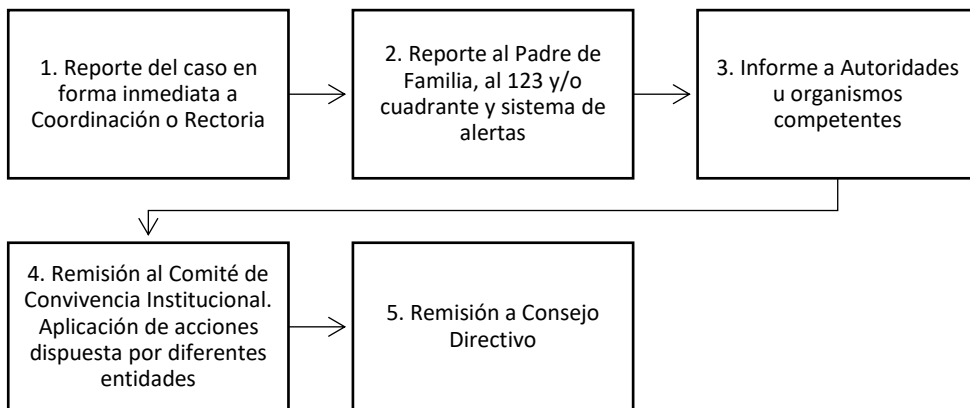 1. Reporte del caso en
forma inmediata a
Coordinación o Rectoria
2. Reporte al Padre de
Familia, al 123 y/o
cuadrante y sistema de
alertas
3. Informe a Autoridades
u organismos
competentes
4. Remisión al Comité de
Convivencia Institucional.
Aplicación de acciones
dispuesta por diferentes
entidades
5. Remisión a Consejo
Directivo